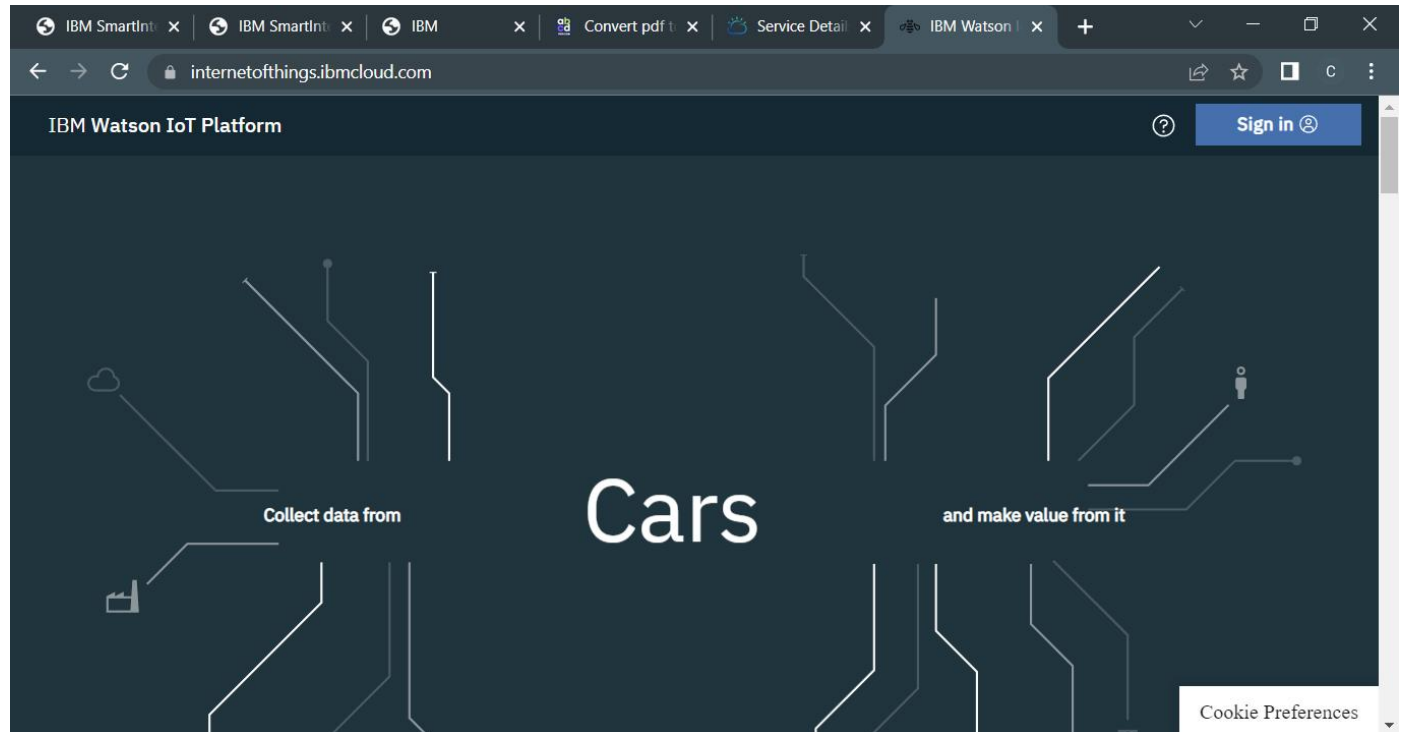 IBM SmartInt
IBM SmartInt
IBM
Convert pdf t
Service Detail
IBM Watson I
internetofthings.ibmcloud.com
C
IBM Watson IoT Platform
Sign in
Collect data from
Cars
and make value from it
Cookie Preferences